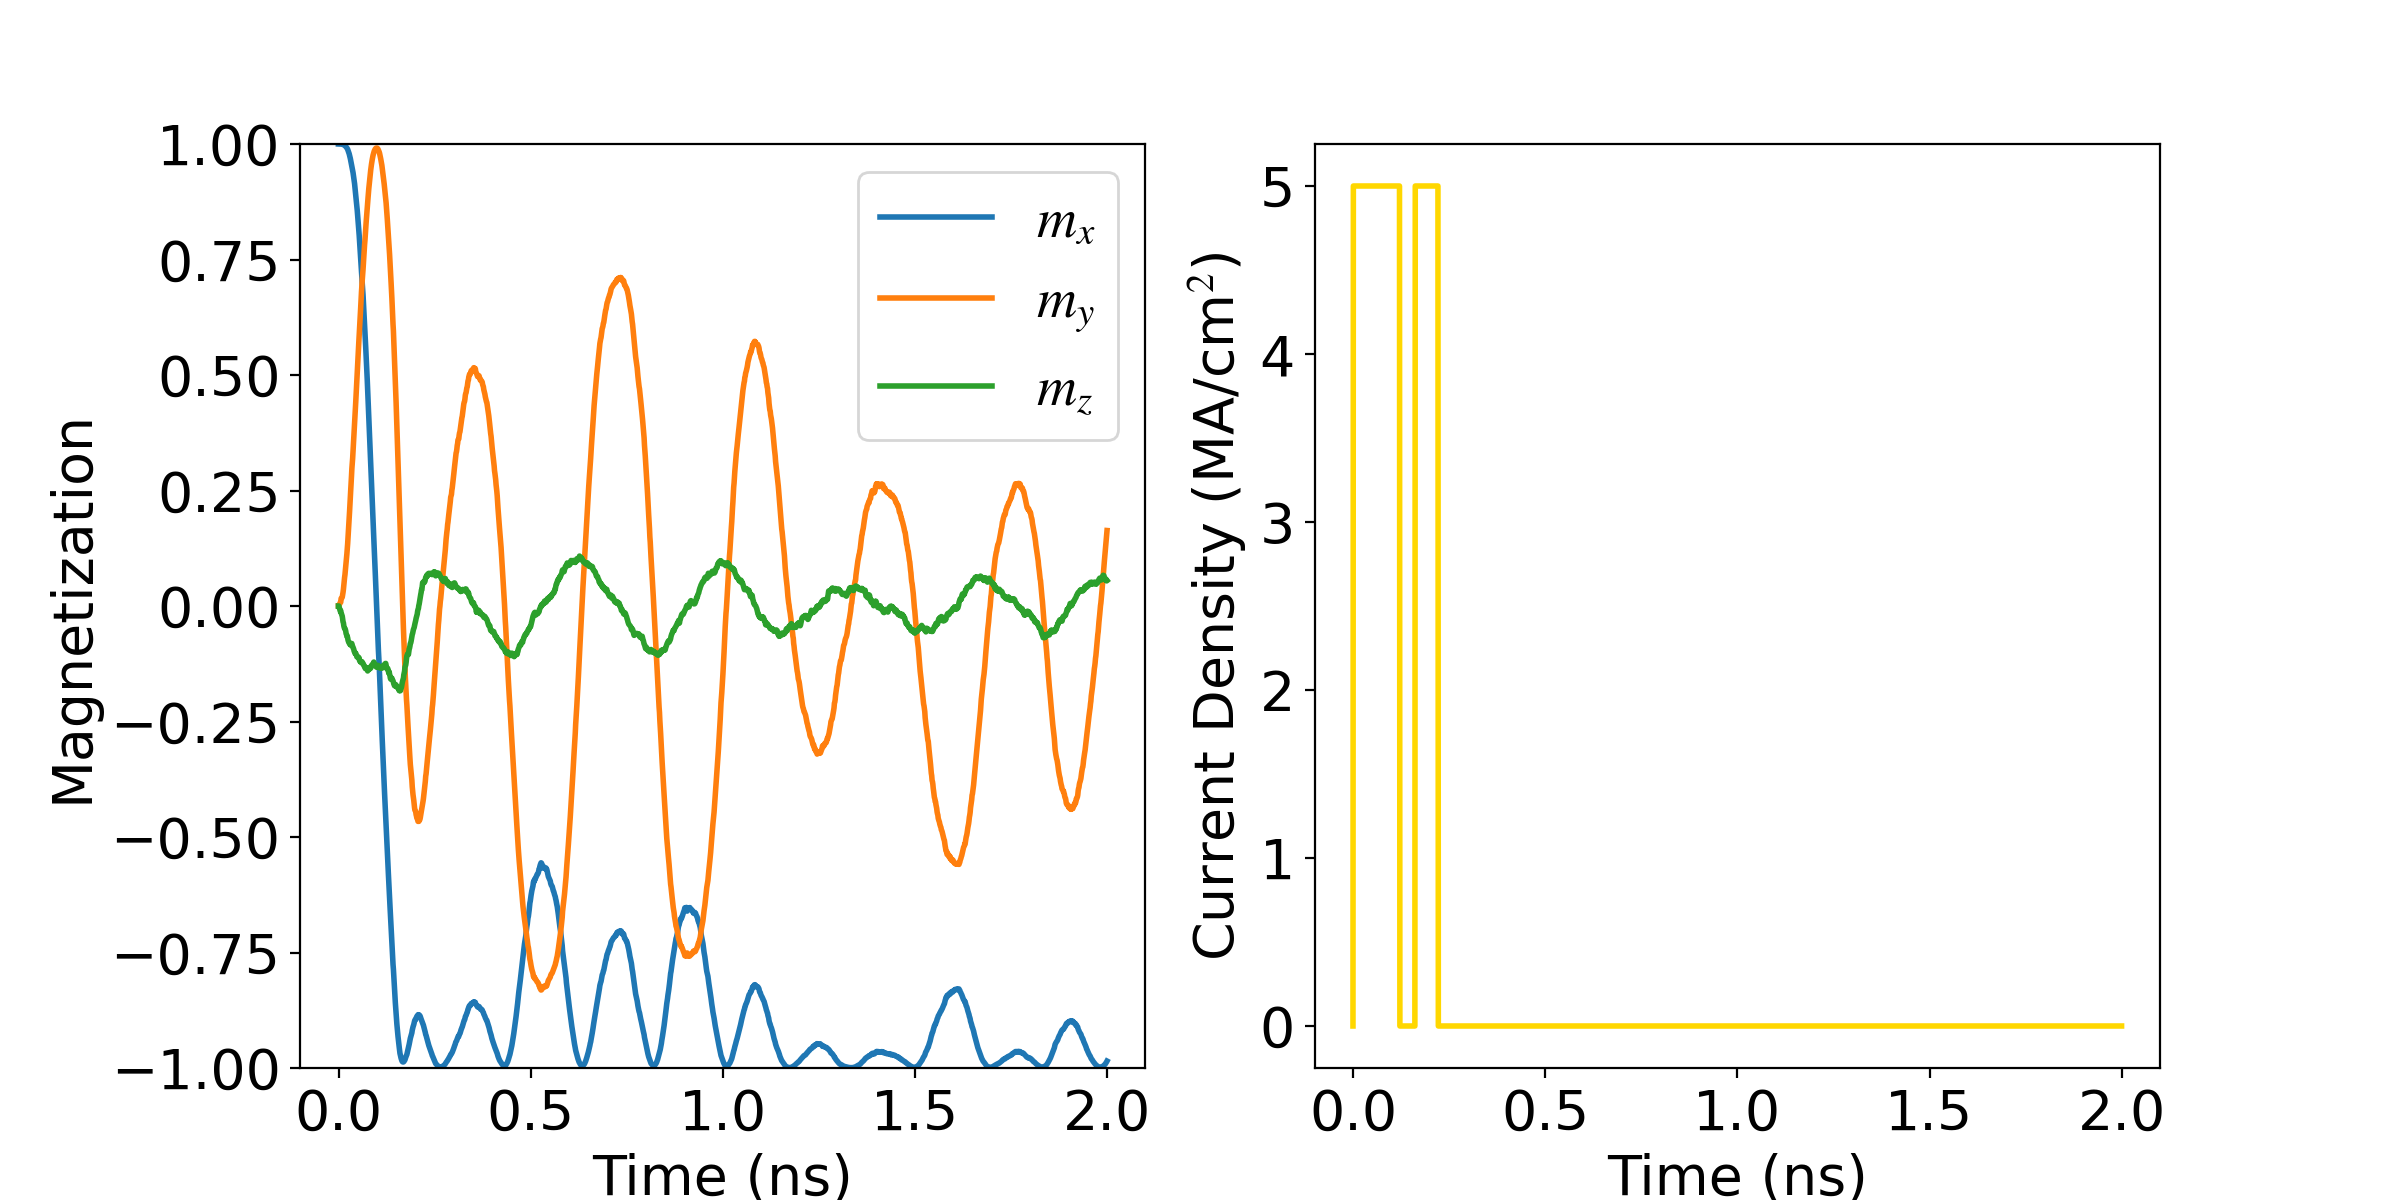 Magnetization
1.00
0.75
0.50
0.25
0.00
−0.25
−0.50
−0.75
−1.00
0.0 0.5 1.0 1.5 2.0
Time (ns)
m_x
m_y
m_z
Current Density (MA/cm²)
5
4
3
2
1
0
0.0 0.5 1.0 1.5 2.0
Time (ns)